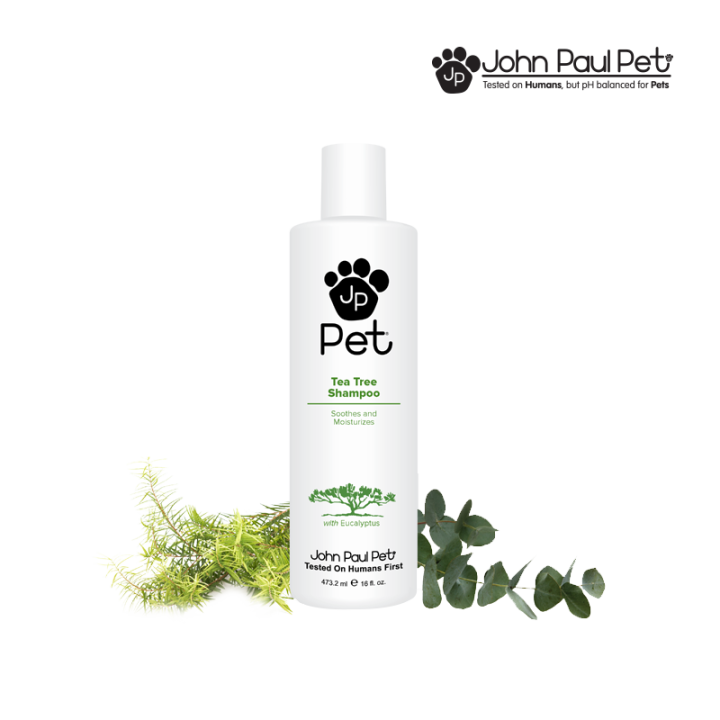 JP John Paul Pet®
Tested on Humans, but pH balanced for Pets
JP
Pet®
Tea Tree
Shampoo
Soothes and
Moisturizes
with Eucalyptus
John Paul Pet®
Tested On Humans First
473.2 ml ℮ 16 fl. oz.